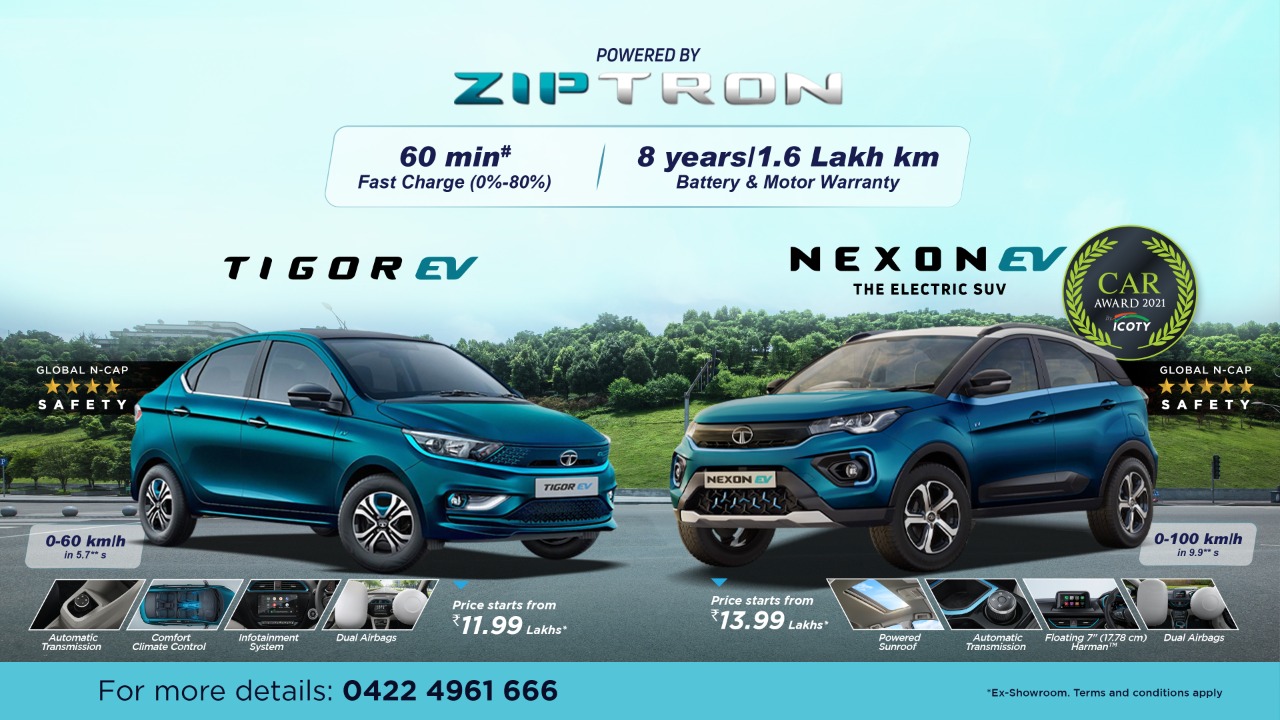 POWERED BY
ZIPTRON
60 min#
Fast Charge (0%-80%)
8 years/1.6 Lakh km
Battery & Motor Warranty
TIGOR EV
NEXON EV
THE ELECTRIC SUV
CAR
AWARD 2021
ICOTY
GLOBAL N-CAP
SAFETY
GLOBAL N-CAP
SAFETY
TIGOR EV
NEXON EV
0-60 km/h
in 5.7** s
0-100 km/h
in 9.9** s
Automatic
Transmission
Comfort
Climate Control
Infotainment
System
Dual Airbags
Price starts from
₹11.99 Lakhs*
Price starts from
₹13.99 Lakhs*
Powered
Sunroof
Automatic
Transmission
Floating 7" (17.78 cm)
Harman™
Dual Airbags
For more details: 0422 4961 666
*Ex-Showroom. Terms and conditions apply